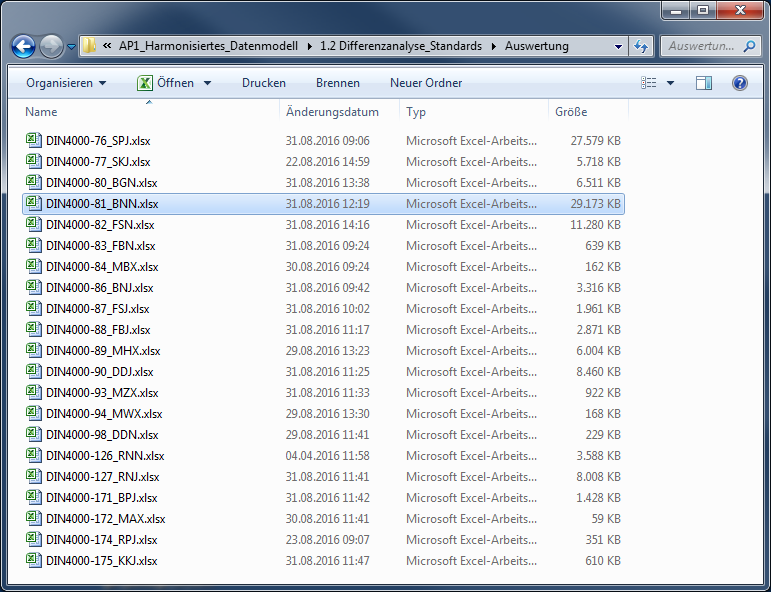 « AP1_Harmonisiertes_Datenmodell ▸ 1.2 Differenzanalyse_Standards ▸ Auswertung Auswertun...
Organisieren Öffnen Drucken Brennen Neuer Ordner
Name Änderungsdatum Typ Größe
DIN4000-76_SPJ.xlsx 31.08.2016 09:06 Microsoft Excel-Arbeits... 27.579 KB
DIN4000-77_SKJ.xlsx 22.08.2016 14:59 Microsoft Excel-Arbeits... 5.718 KB
DIN4000-80_BGN.xlsx 31.08.2016 13:38 Microsoft Excel-Arbeits... 6.511 KB
DIN4000-81_BNN.xlsx 31.08.2016 12:19 Microsoft Excel-Arbeits... 29.173 KB
DIN4000-82_FSN.xlsx 31.08.2016 14:16 Microsoft Excel-Arbeits... 11.280 KB
DIN4000-83_FBN.xlsx 31.08.2016 09:24 Microsoft Excel-Arbeits... 639 KB
DIN4000-84_MBX.xlsx 30.08.2016 09:24 Microsoft Excel-Arbeits... 162 KB
DIN4000-86_BNJ.xlsx 31.08.2016 09:42 Microsoft Excel-Arbeits... 3.316 KB
DIN4000-87_FSJ.xlsx 31.08.2016 10:02 Microsoft Excel-Arbeits... 1.961 KB
DIN4000-88_FBJ.xlsx 31.08.2016 11:17 Microsoft Excel-Arbeits... 2.871 KB
DIN4000-89_MHX.xlsx 29.08.2016 13:23 Microsoft Excel-Arbeits... 6.004 KB
DIN4000-90_DDJ.xlsx 31.08.2016 11:25 Microsoft Excel-Arbeits... 8.460 KB
DIN4000-93_MZX.xlsx 31.08.2016 11:33 Microsoft Excel-Arbeits... 922 KB
DIN4000-94_MWX.xlsx 29.08.2016 13:30 Microsoft Excel-Arbeits... 168 KB
DIN4000-98_DDN.xlsx 29.08.2016 11:41 Microsoft Excel-Arbeits... 229 KB
DIN4000-126_RNN.xlsx 04.04.2016 11:58 Microsoft Excel-Arbeits... 3.588 KB
DIN4000-127_RNJ.xlsx 31.08.2016 11:41 Microsoft Excel-Arbeits... 8.008 KB
DIN4000-171_BPJ.xlsx 31.08.2016 11:42 Microsoft Excel-Arbeits... 1.428 KB
DIN4000-172_MAX.xlsx 30.08.2016 11:41 Microsoft Excel-Arbeits... 59 KB
DIN4000-174_RPJ.xlsx 23.08.2016 09:07 Microsoft Excel-Arbeits... 351 KB
DIN4000-175_KKJ.xlsx 31.08.2016 11:47 Microsoft Excel-Arbeits... 610 KB